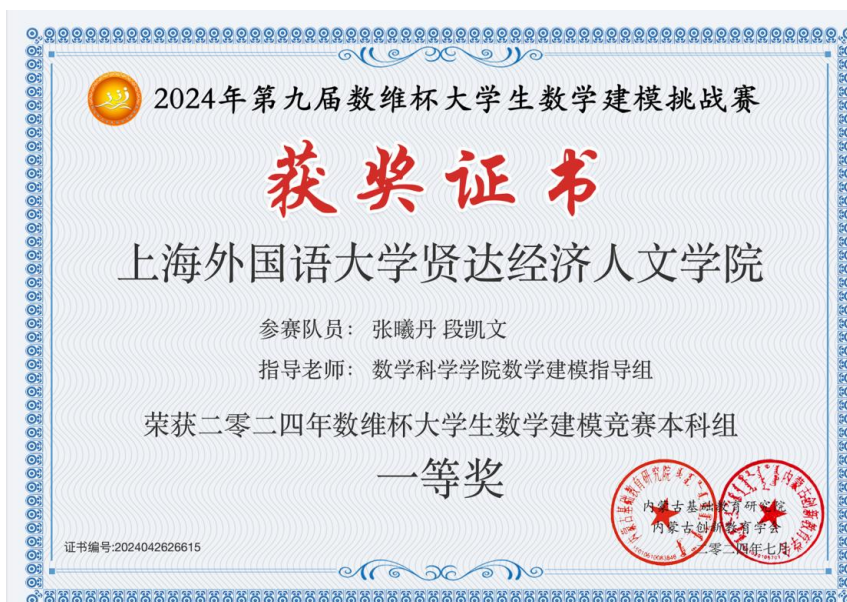 2024年第九届数维杯大学生数学建模挑战赛
获奖证书
上海外国语大学贤达经济人文学院
参赛队员： 张曦丹 段凯文
指导老师： 数学科学学院数学建模指导组
荣获二零二四年数维杯大学生数学建模竞赛本科组
一等奖
内蒙古基础教育研究院
内蒙古创新教育学会
二零二四年七月
证书编号:2024042626615